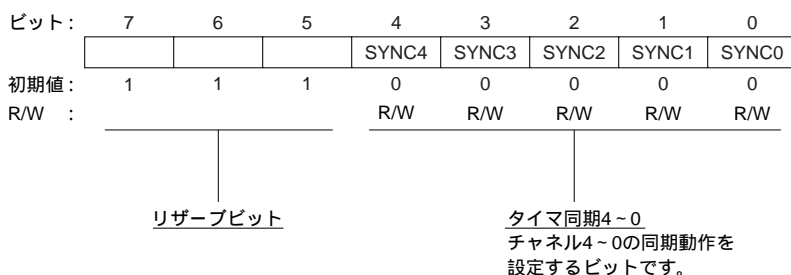 ビット: 7 6 5 4 3 2 1 0
SYNC4 SYNC3 SYNC2 SYNC1 SYNC0
初期値: 1 1 1 0 0 0 0 0
R/W : R/W R/W R/W R/W R/W
リザーブビット
タイマ同期4~0
チャネル4~0の同期動作を
設定するビットです。